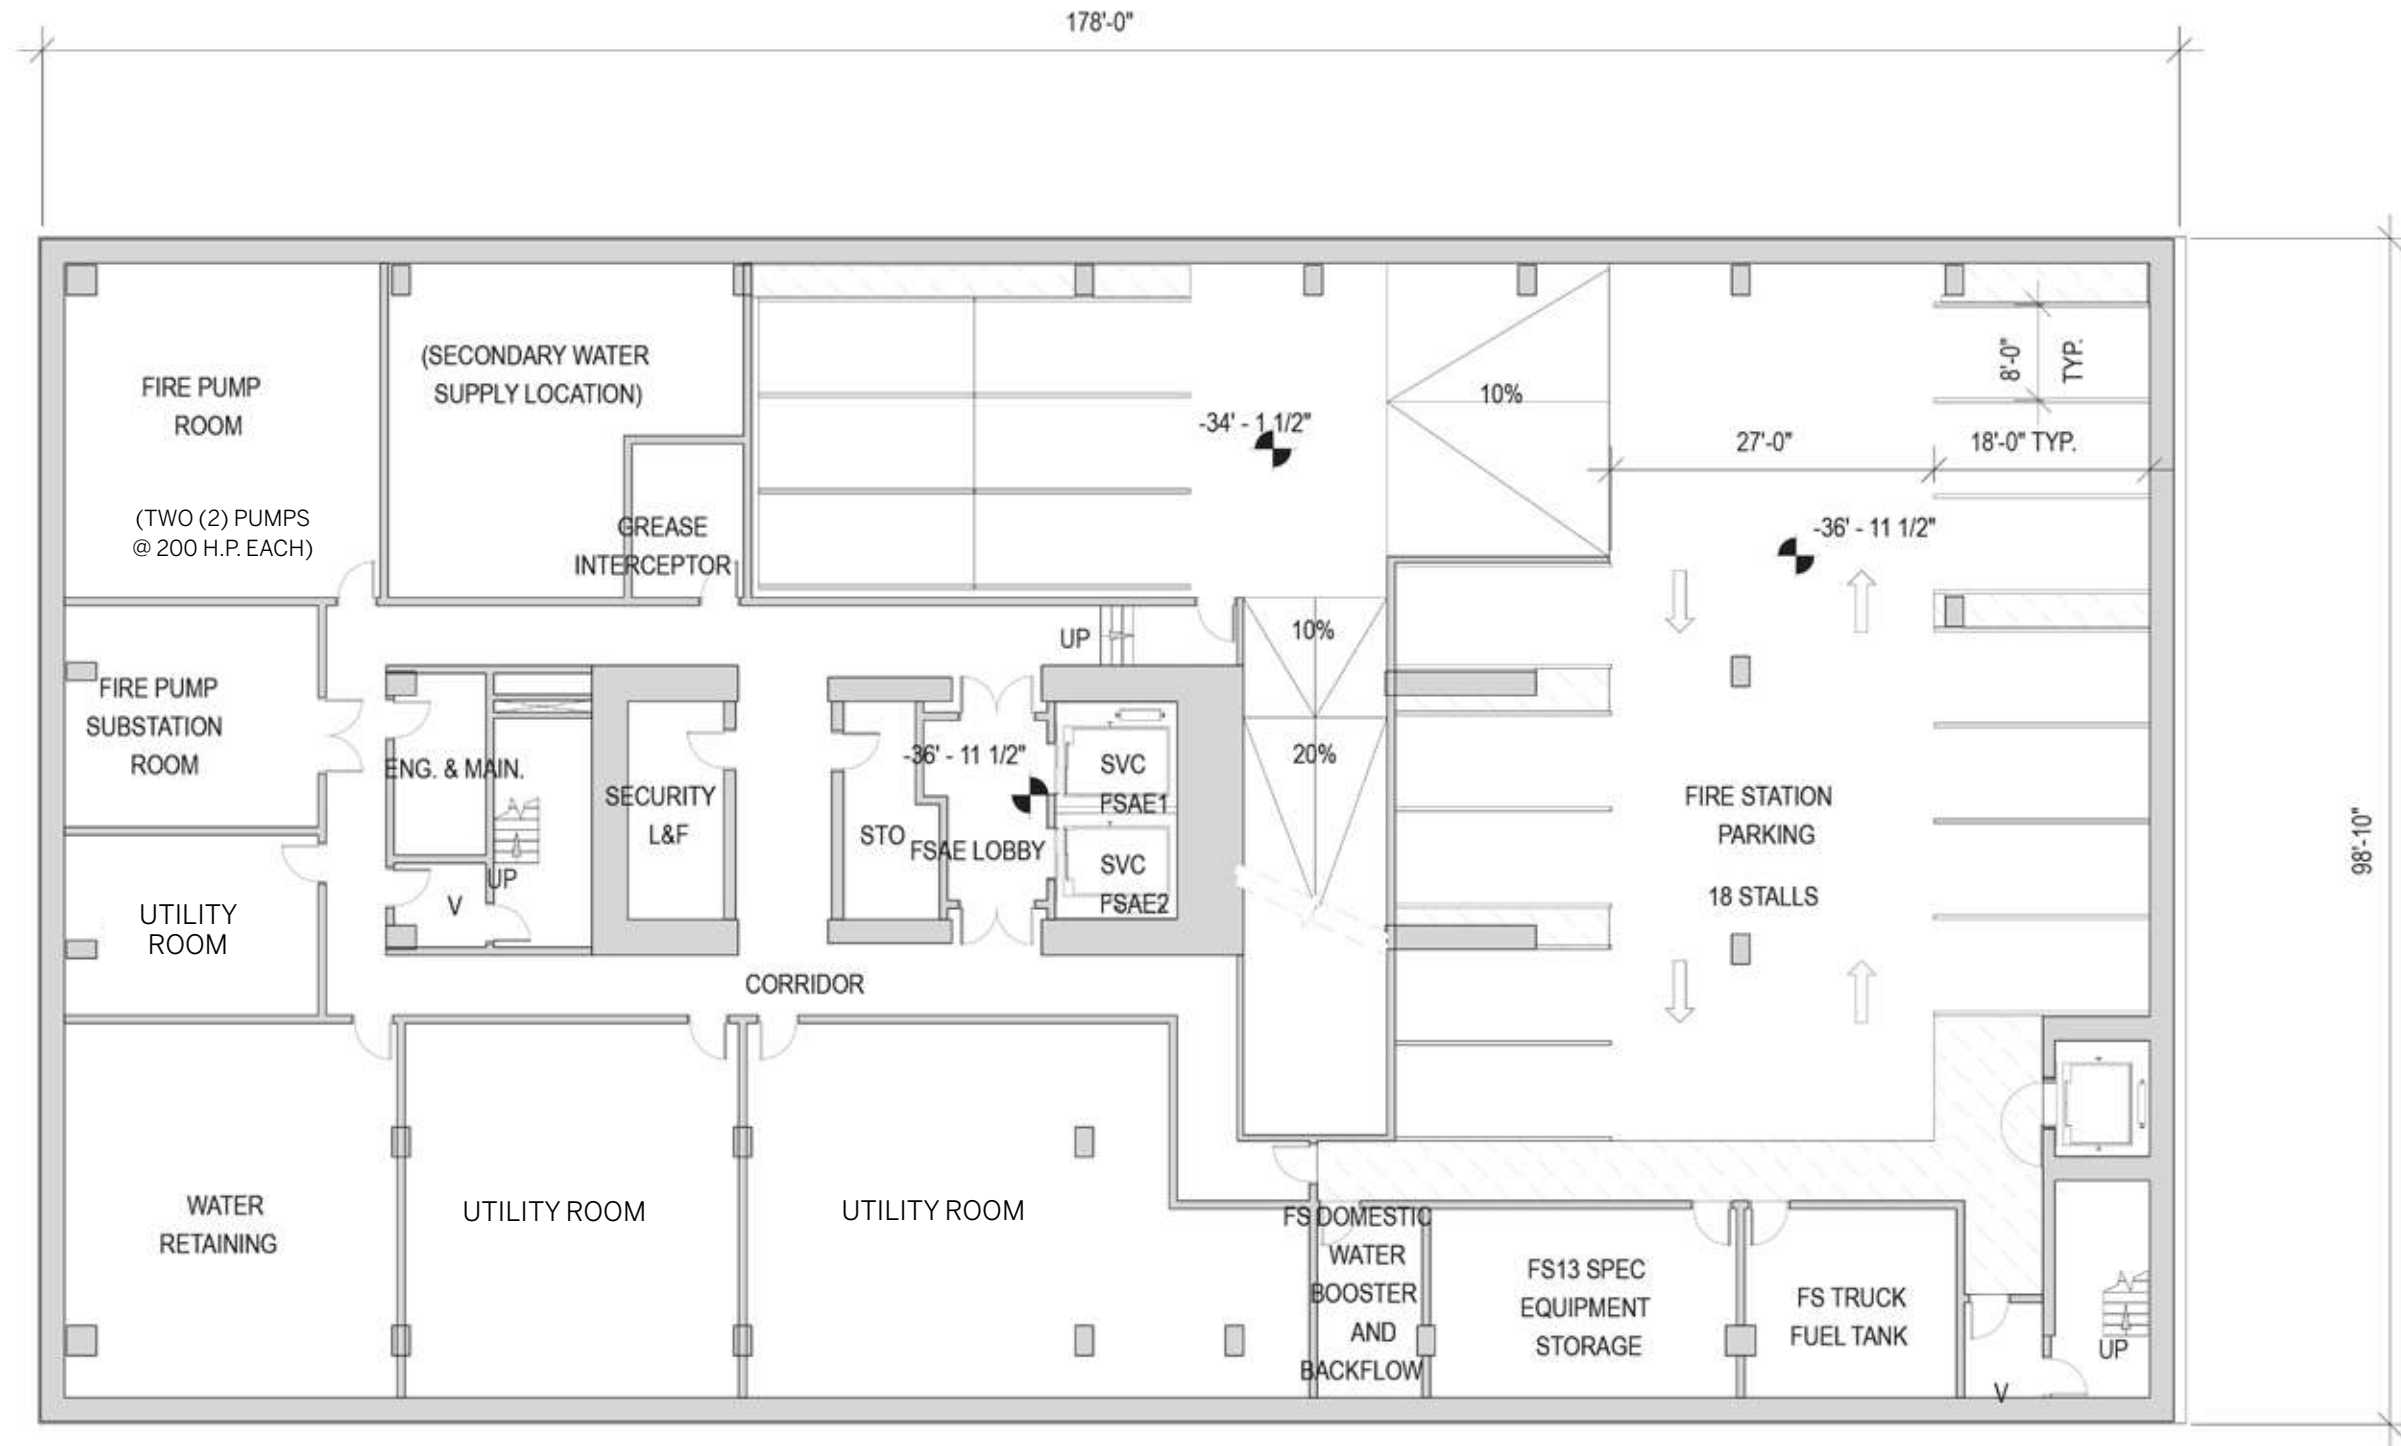 178'-0"
FIRE PUMP
ROOM
(TWO (2) PUMPS
@ 200 H.P. EACH)
(SECONDARY WATER
SUPPLY LOCATION)
GREASE
INTERCEPTOR
-34' - 1 1/2"
10%
8'-0"
TYP.
27'-0"
18'-0" TYP.
-36' - 11 1/2"
UP
10%
20%
FIRE PUMP
SUBSTATION
ROOM
ENG. & MAIN.
UP
V
SECURITY
L&F
STO
-36' - 11 1/2"
FSAE LOBBY
SVC
FSAE1
SVC
FSAE2
FIRE STATION
PARKING
18 STALLS
98'-10"
UTILITY
ROOM
CORRIDOR
WATER
RETAINING
UTILITY ROOM
UTILITY ROOM
FS DOMESTIC
WATER
BOOSTER
AND
BACKFLOW
FS13 SPEC
EQUIPMENT
STORAGE
FS TRUCK
FUEL TANK
UP
V